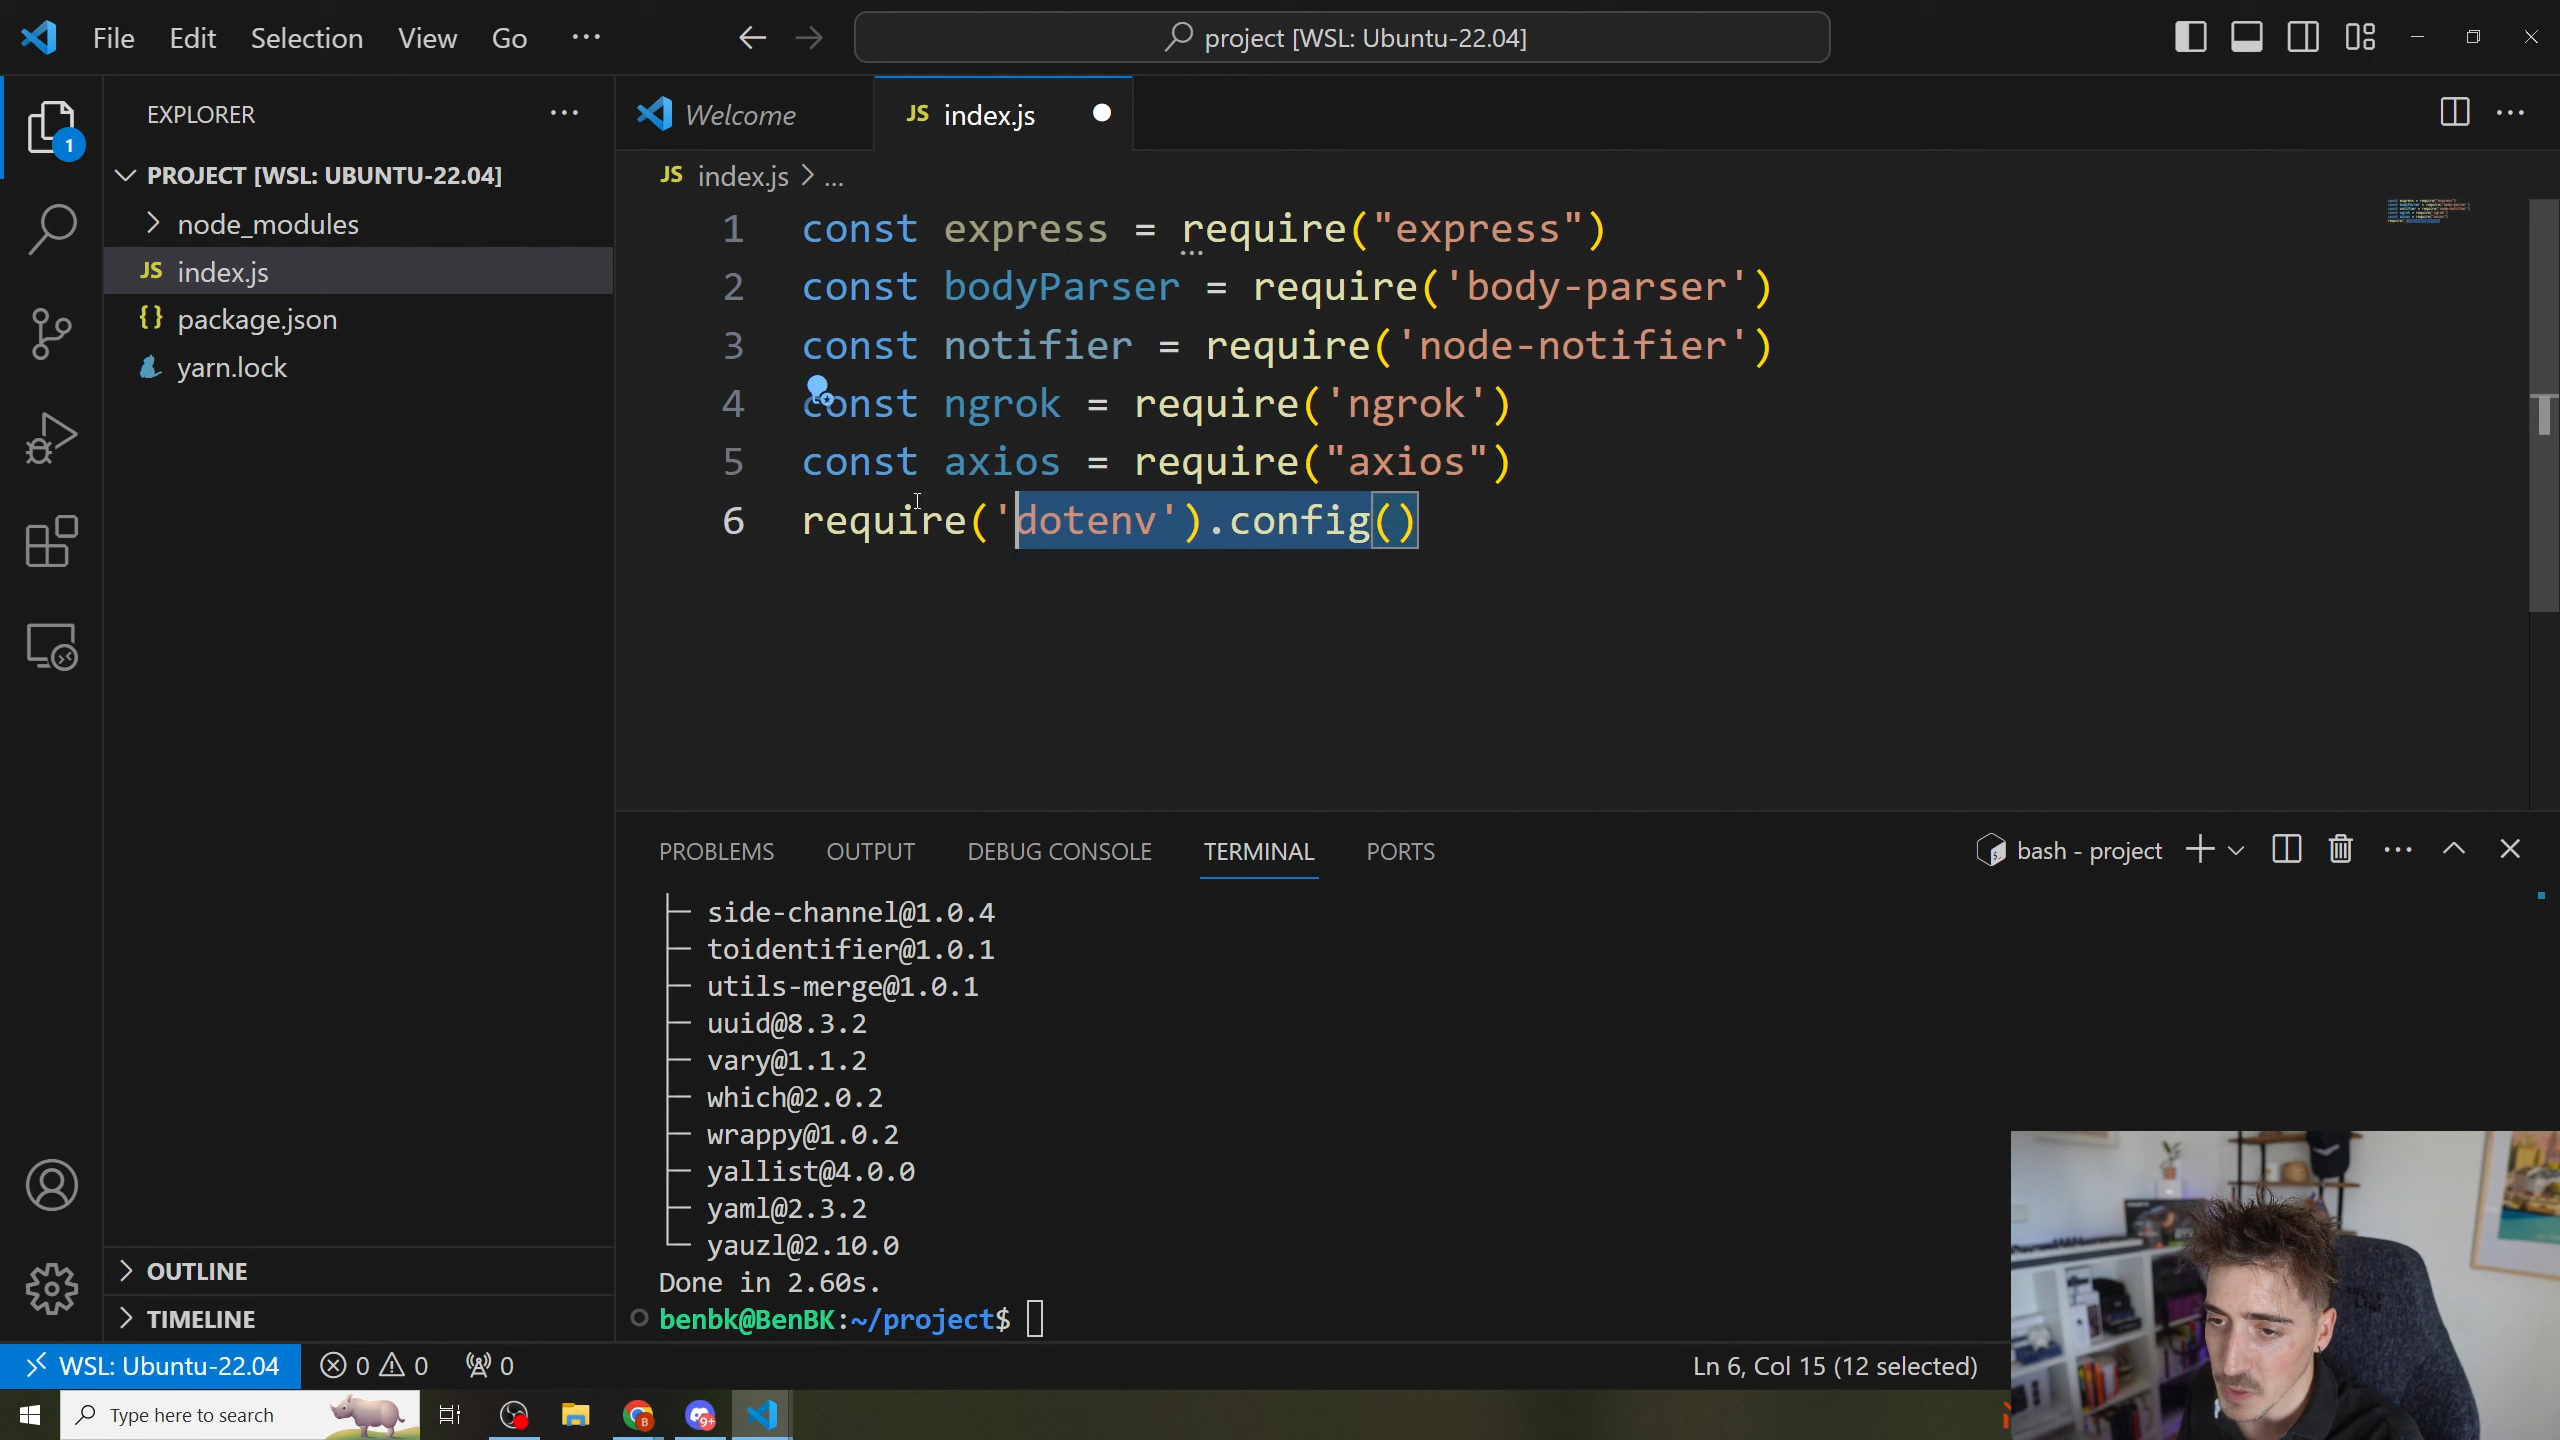 File Edit Selection View Go ...
project [WSL: Ubuntu-22.04]
EXPLORER
1
PROJECT [WSL: UBUNTU-22.04]
node_modules
JS index.js
{} package.json
yarn.lock
OUTLINE
TIMELINE
Welcome
JS index.js
JS index.js > ...
1 const express = require("express")
2 const bodyParser = require('body-parser')
3 const notifier = require('node-notifier')
4 const ngrok = require('ngrok')
5 const axios = require("axios")
6 require('dotenv').config()
PROBLEMS OUTPUT DEBUG CONSOLE TERMINAL PORTS
bash - project
side-channel@1.0.4
toidentifier@1.0.1
utils-merge@1.0.1
uuid@8.3.2
vary@1.1.2
which@2.0.2
wrappy@1.0.2
yallist@4.0.0
yaml@2.3.2
yauzl@2.10.0
Done in 2.60s.
benbk@BenBK:~/project$
WSL: Ubuntu-22.04 0 0 0
Ln 6, Col 15 (12 selected)
Type here to search
B
9+